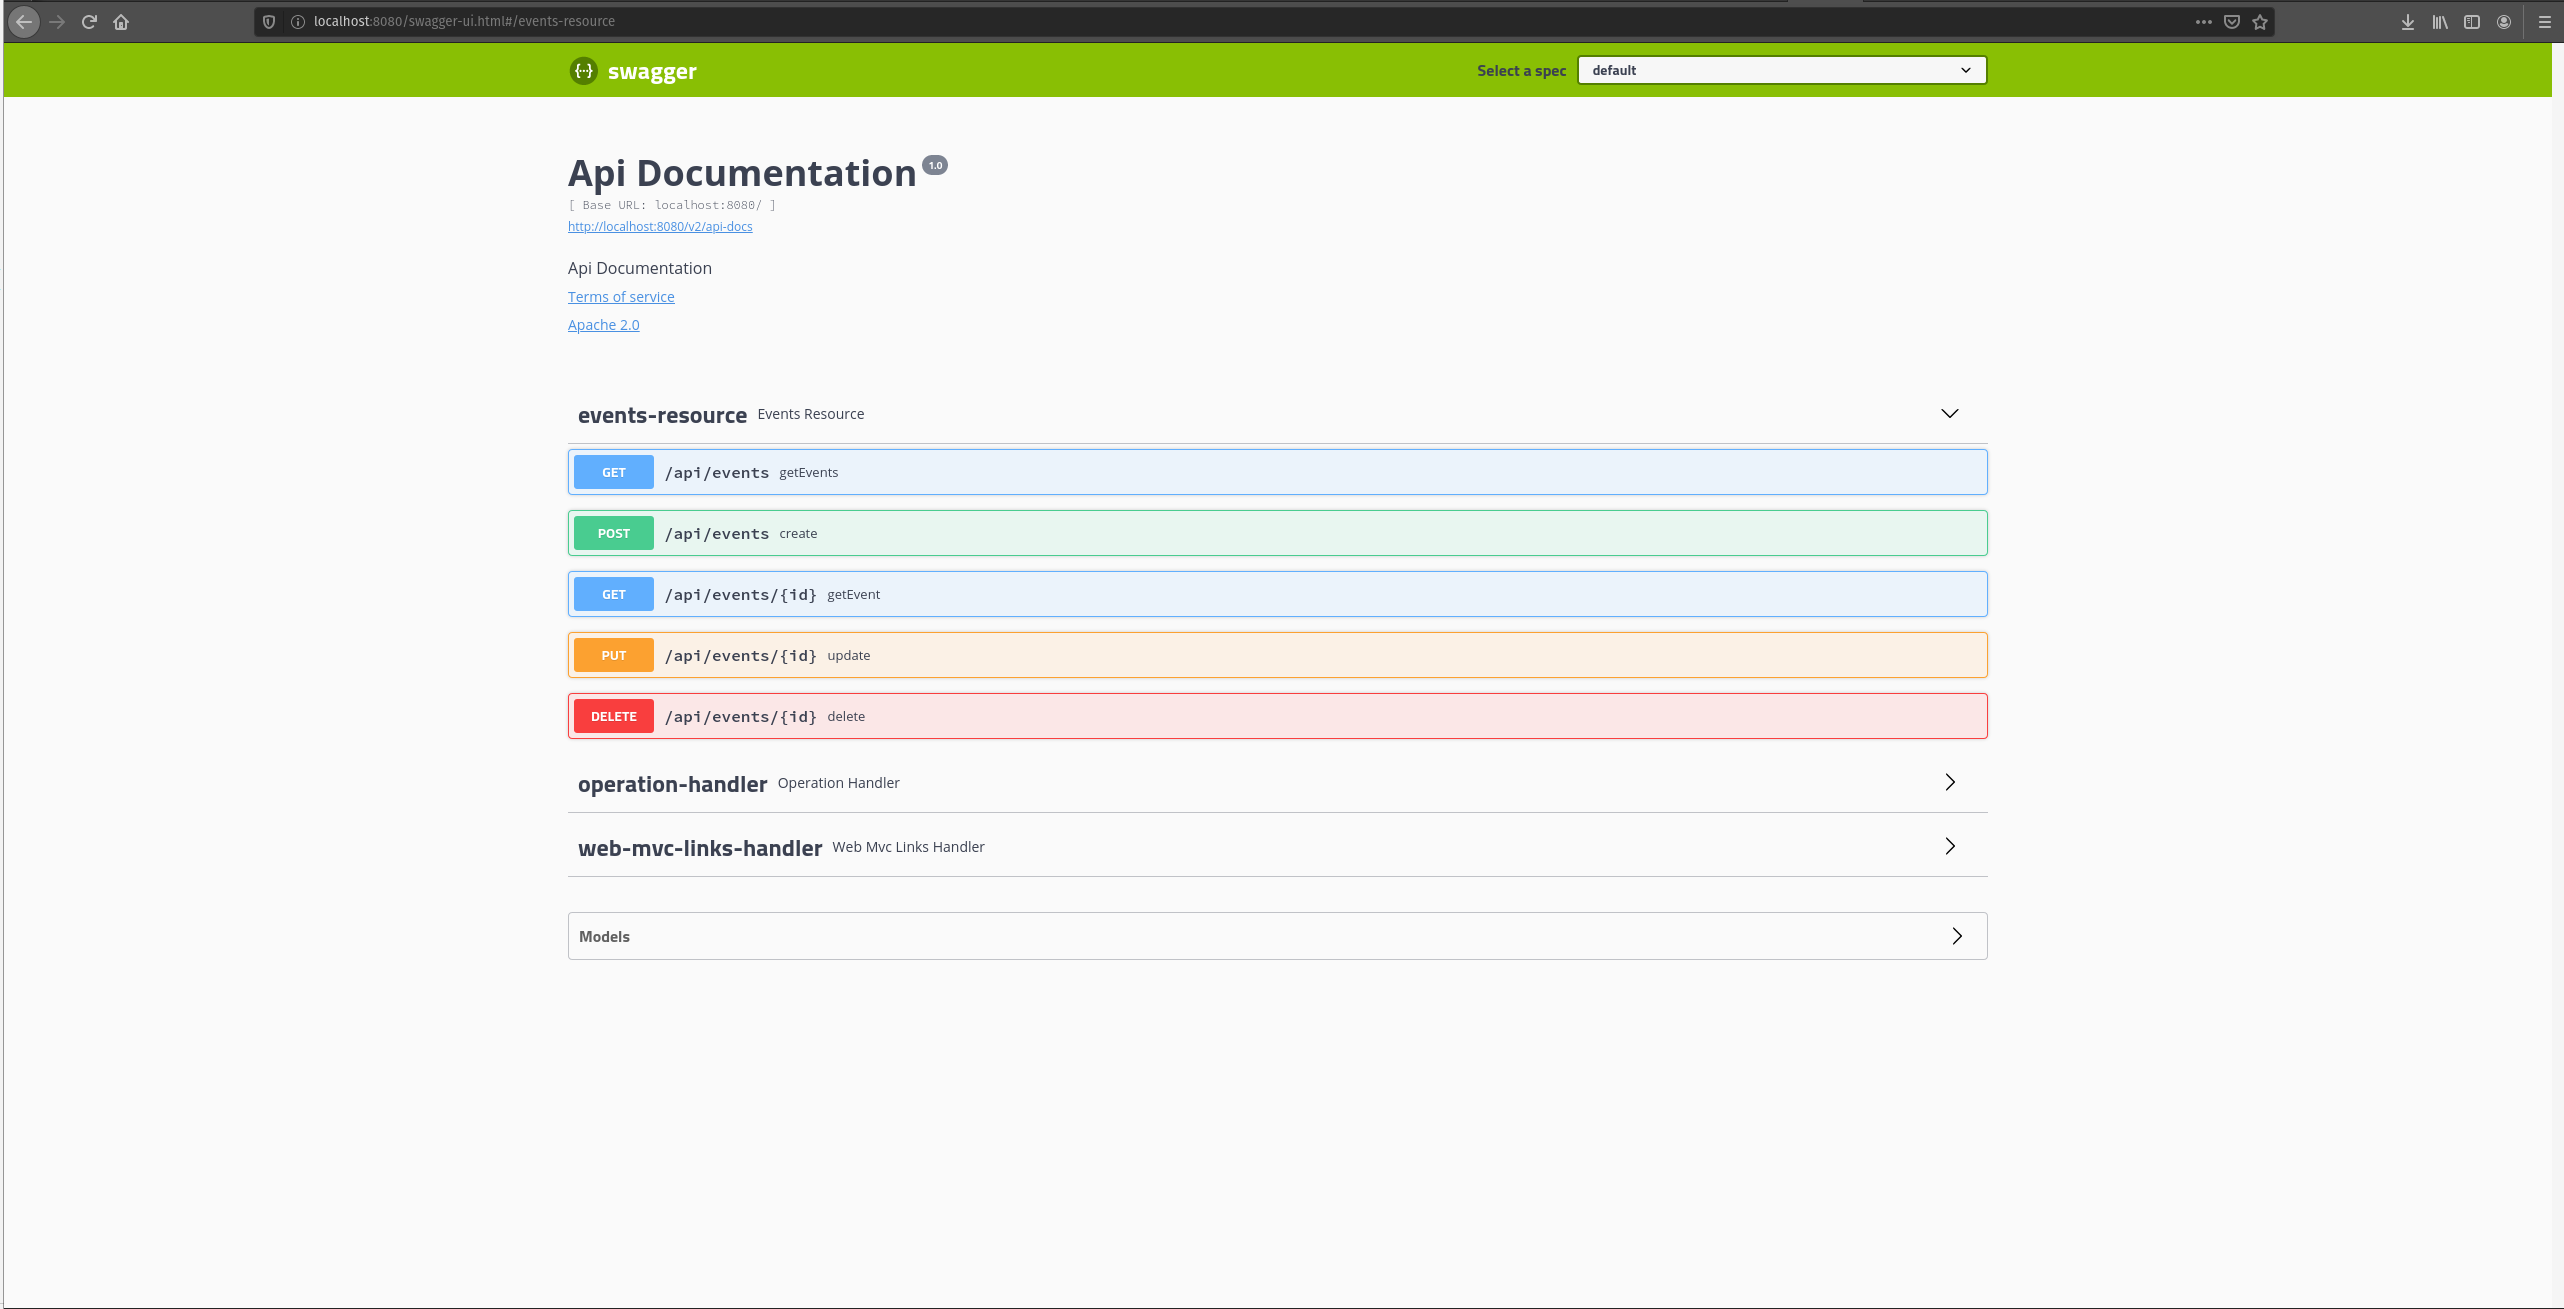 localhost:8080/swagger-ui.html#/events-resource
{···} swagger
Select a spec
default
Api Documentation 1.0
[ Base URL: localhost:8080/ ]
http://localhost:8080/v2/api-docs
Api Documentation
Terms of service
Apache 2.0
events-resource Events Resource
GET /api/events getEvents
POST /api/events create
GET /api/events/{id} getEvent
PUT /api/events/{id} update
DELETE /api/events/{id} delete
operation-handler Operation Handler
web-mvc-links-handler Web Mvc Links Handler
Models